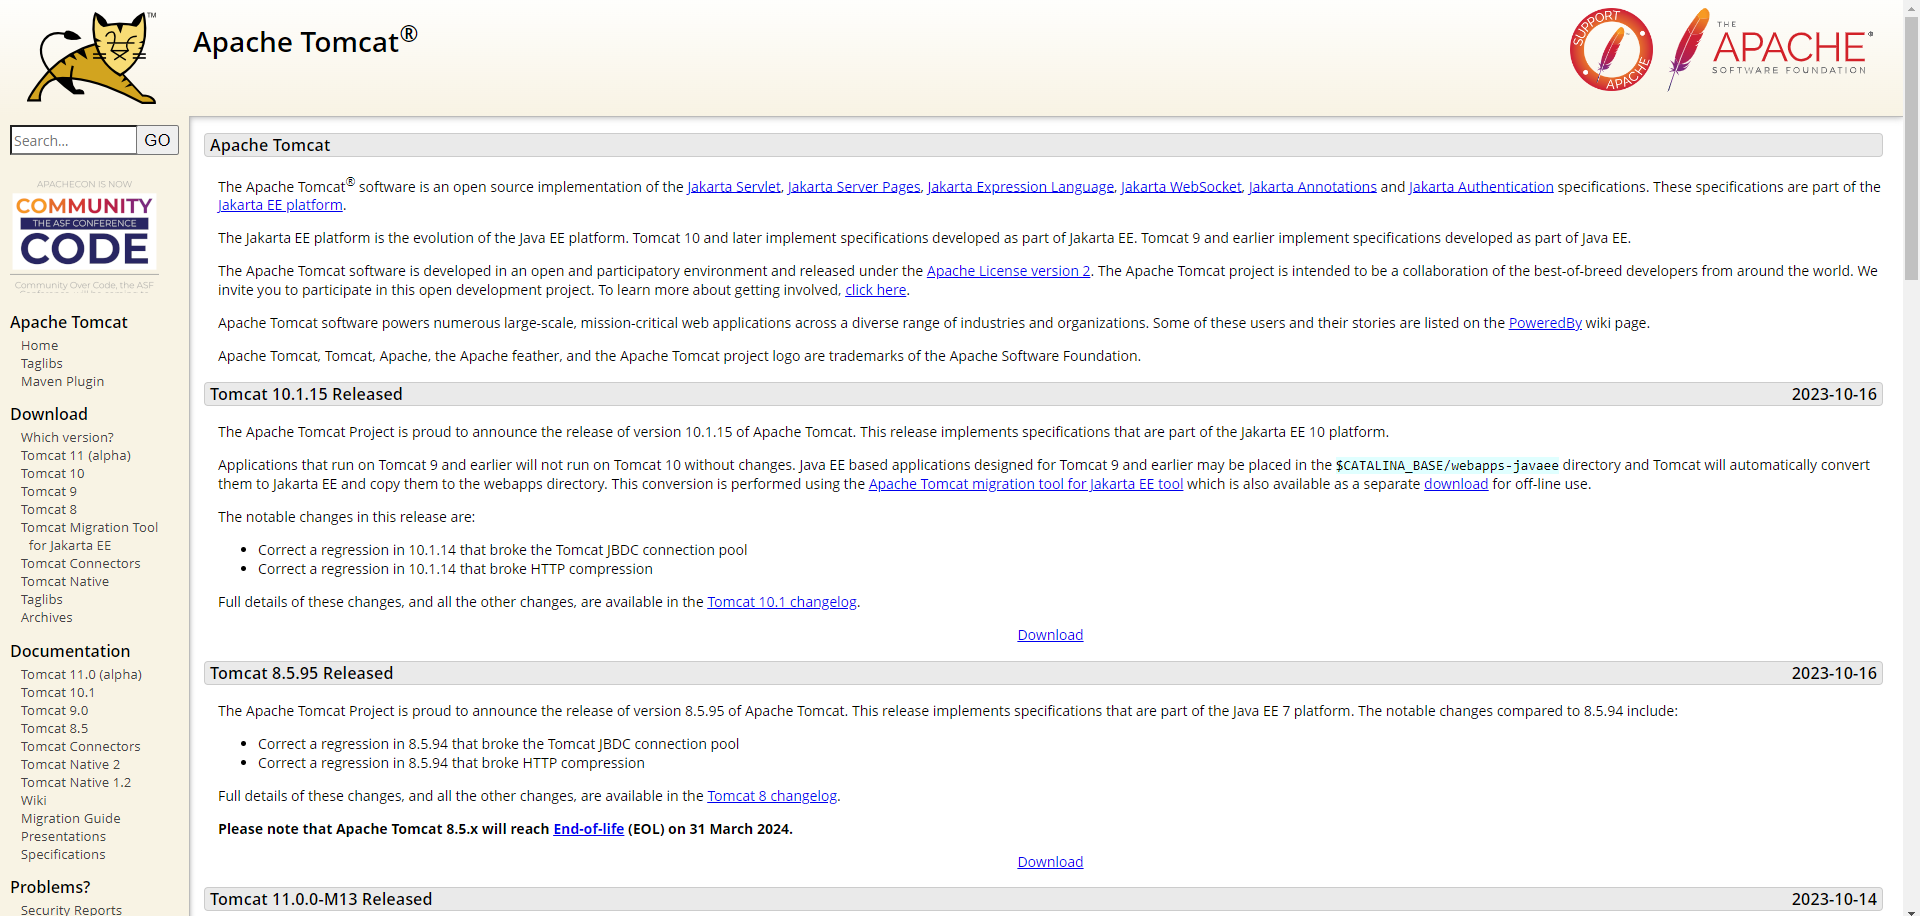 TM
Apache Tomcat®
SUPPORT
APACHE
THE
APACHE®
SOFTWARE FOUNDATION
Search...
GO
APACHECON IS NOW
COMMUNITY
THE ASF CONFERENCE
CODE
Community Over Code, the ASF
Apache Tomcat
Home
Taglibs
Maven Plugin
Download
Which version?
Tomcat 11 (alpha)
Tomcat 10
Tomcat 9
Tomcat 8
Tomcat Migration Tool
for Jakarta EE
Tomcat Connectors
Tomcat Native
Taglibs
Archives
Documentation
Tomcat 11.0 (alpha)
Tomcat 10.1
Tomcat 9.0
Tomcat 8.5
Tomcat Connectors
Tomcat Native 2
Tomcat Native 1.2
Wiki
Migration Guide
Presentations
Specifications
Problems?
Security Reports
Apache Tomcat
The Apache Tomcat® software is an open source implementation of the Jakarta Servlet, Jakarta Server Pages, Jakarta Expression Language, Jakarta WebSocket, Jakarta Annotations and Jakarta Authentication specifications. These specifications are part of the
Jakarta EE platform.
The Jakarta EE platform is the evolution of the Java EE platform. Tomcat 10 and later implement specifications developed as part of Jakarta EE. Tomcat 9 and earlier implement specifications developed as part of Java EE.
The Apache Tomcat software is developed in an open and participatory environment and released under the Apache License version 2. The Apache Tomcat project is intended to be a collaboration of the best-of-breed developers from around the world. We
invite you to participate in this open development project. To learn more about getting involved, click here.
Apache Tomcat software powers numerous large-scale, mission-critical web applications across a diverse range of industries and organizations. Some of these users and their stories are listed on the PoweredBy wiki page.
Apache Tomcat, Tomcat, Apache, the Apache feather, and the Apache Tomcat project logo are trademarks of the Apache Software Foundation.
Tomcat 10.1.15 Released 2023-10-16
The Apache Tomcat Project is proud to announce the release of version 10.1.15 of Apache Tomcat. This release implements specifications that are part of the Jakarta EE 10 platform.
Applications that run on Tomcat 9 and earlier will not run on Tomcat 10 without changes. Java EE based applications designed for Tomcat 9 and earlier may be placed in the $CATALINA_BASE/webapps-javaee directory and Tomcat will automatically convert
them to Jakarta EE and copy them to the webapps directory. This conversion is performed using the Apache Tomcat migration tool for Jakarta EE tool which is also available as a separate download for off-line use.
The notable changes in this release are:
• Correct a regression in 10.1.14 that broke the Tomcat JBDC connection pool
• Correct a regression in 10.1.14 that broke HTTP compression
Full details of these changes, and all the other changes, are available in the Tomcat 10.1 changelog.
Download
Tomcat 8.5.95 Released 2023-10-16
The Apache Tomcat Project is proud to announce the release of version 8.5.95 of Apache Tomcat. This release implements specifications that are part of the Java EE 7 platform. The notable changes compared to 8.5.94 include:
• Correct a regression in 8.5.94 that broke the Tomcat JBDC connection pool
• Correct a regression in 8.5.94 that broke HTTP compression
Full details of these changes, and all the other changes, are available in the Tomcat 8 changelog.
Please note that Apache Tomcat 8.5.x will reach End-of-life (EOL) on 31 March 2024.
Download
Tomcat 11.0.0-M13 Released 2023-10-14